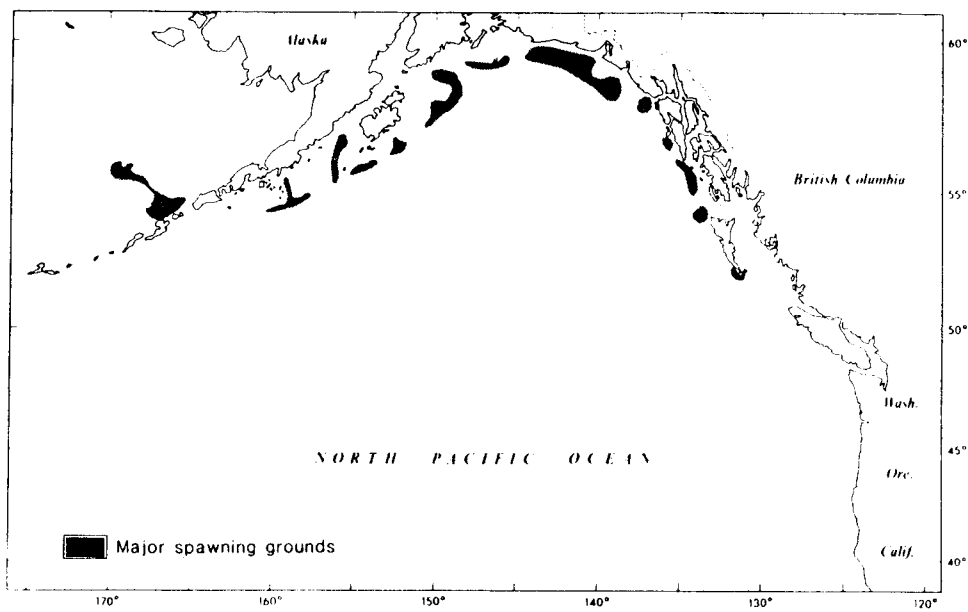 Alaska
60°
British Columbia
55°
50°
Wash.
NORTH PACIFIC OCEAN
45°
Ore.
Major spawning grounds
Calif.
40°
170° 160° 150° 140° 130° 120°